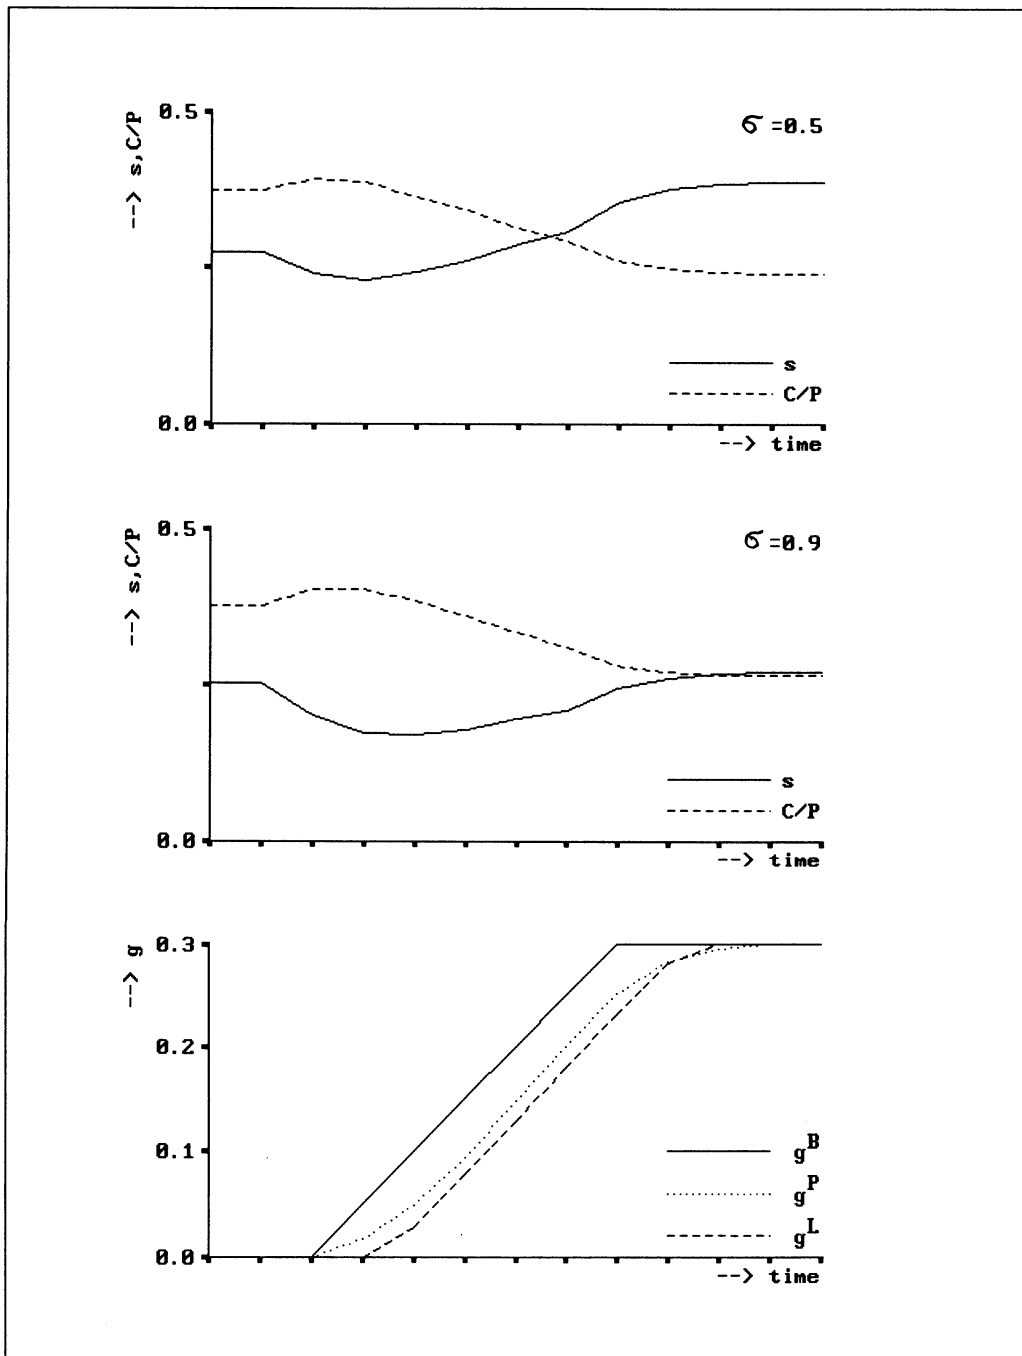 0.5
--> s,C/P
σ=0.5
s
C/P
0.0
--> time
0.5
--> s,C/P
σ=0.9
s
C/P
0.0
--> time
0.3
--> g
0.2
0.1
g^B
g^P
g^L
0.0
--> time